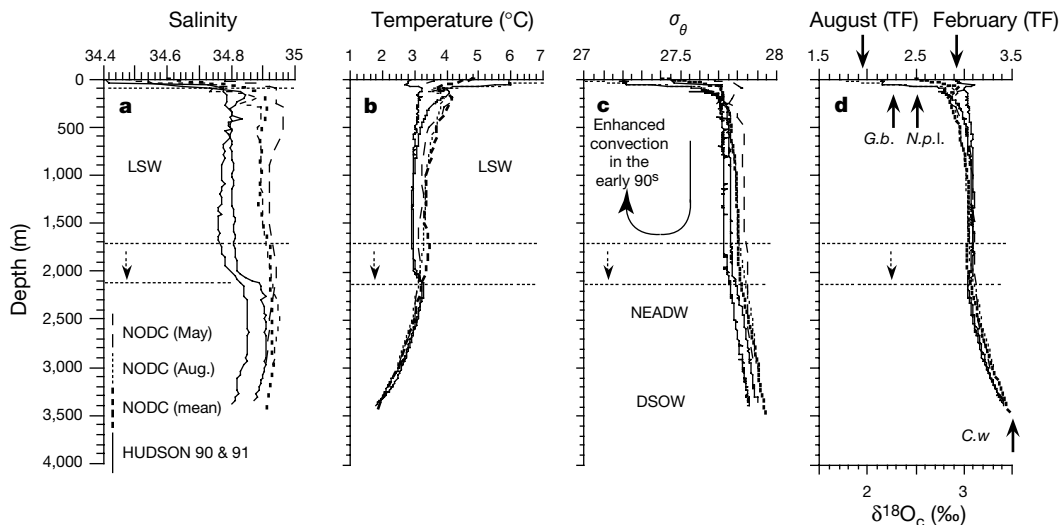 Salinity
34.4 34.6 34.8 35
Temperature (°C)
1 2 3 4 5 6 7
σθ
27 27.5 28
August (TF) February (TF)
1.5 2.5 3.5
Depth (m)
0
500
1,000
1,500
2,000
2,500
3,000
3,500
4,000
a
LSW
NODC (May)
NODC (Aug.)
NODC (mean)
HUDSON 90 & 91
b
LSW
c
Enhanced
convection
in the
early 90s
NEADW
DSOW
d
G.b. N.p.l.
C.w
2 3
δ18Oc (‰)